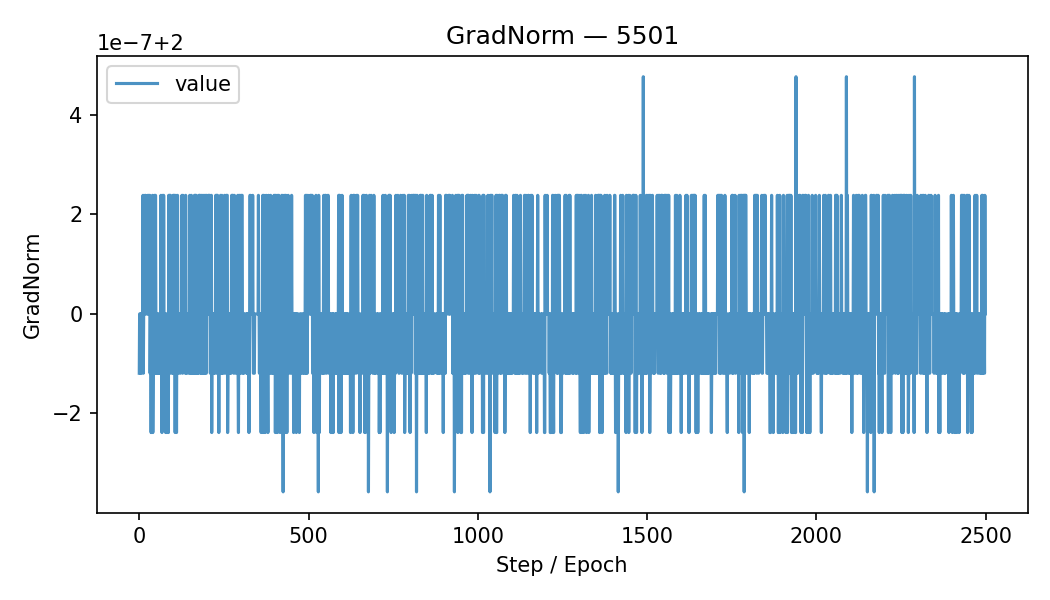 GradNorm — 5501
1e−7+2
value
4
2
0
−2
GradNorm
0 500 1000 1500 2000 2500
Step / Epoch